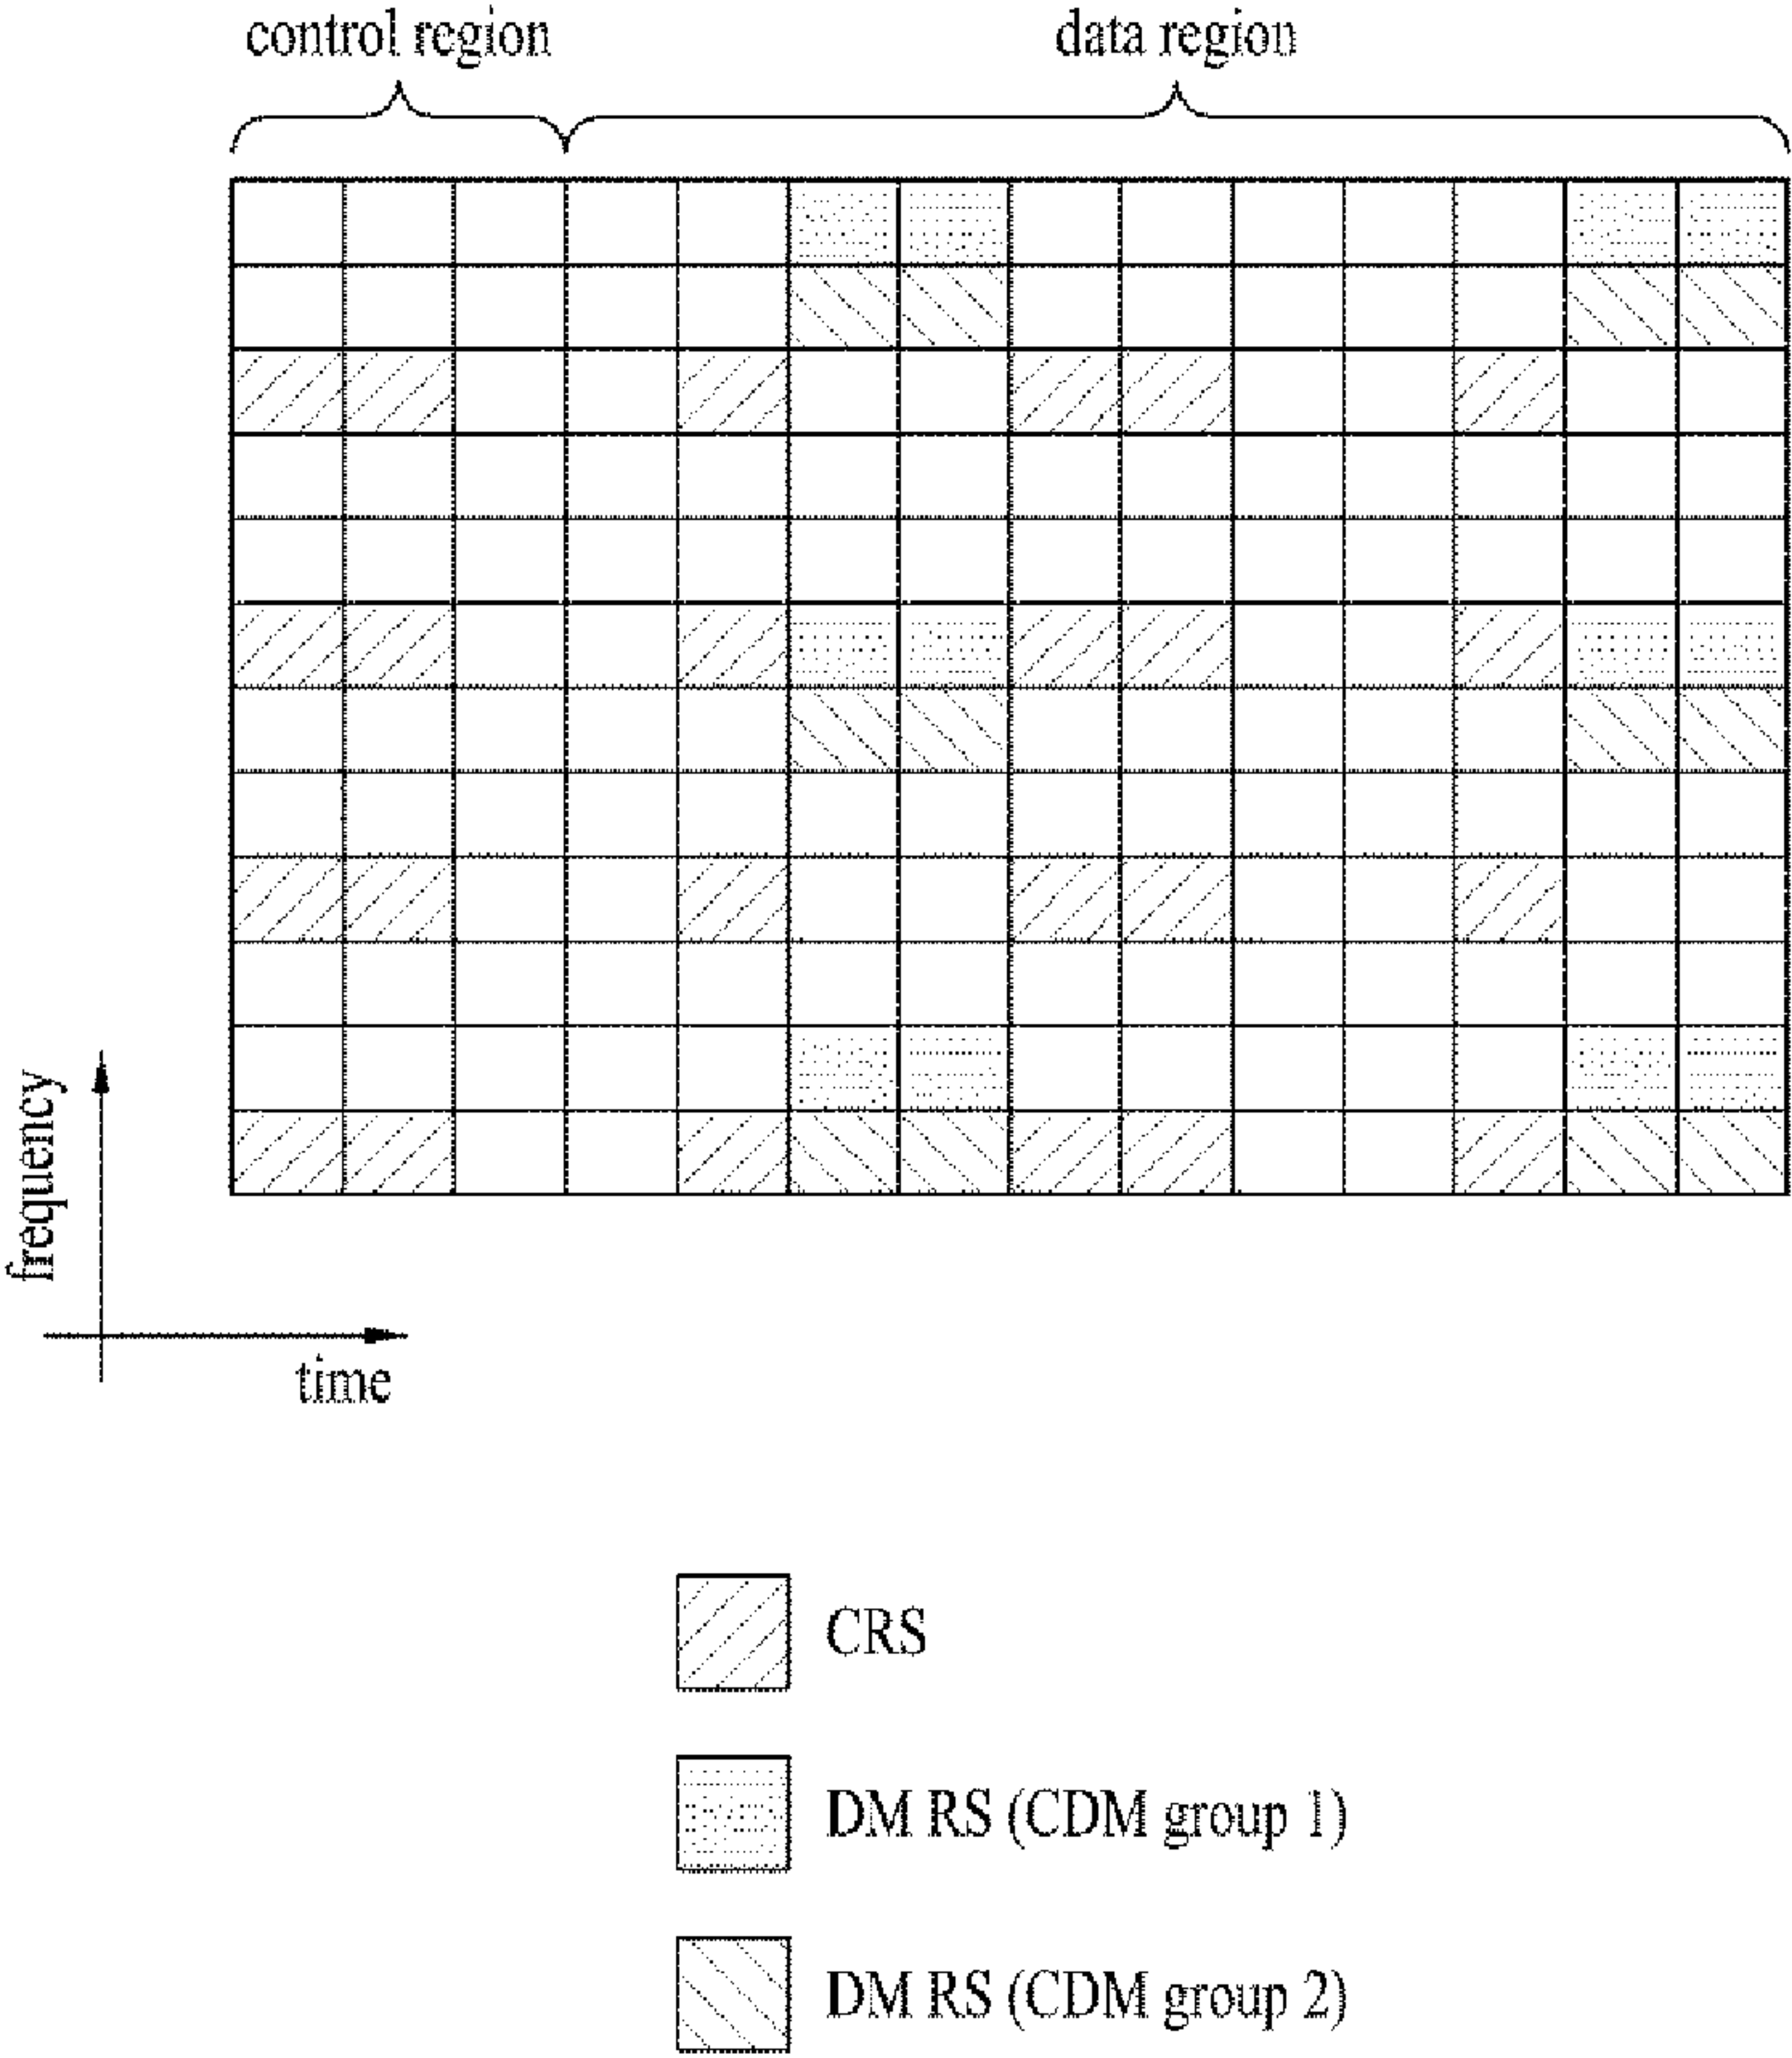 control region
data region
frequency
time
CRS
DM RS (CDM group 1)
DM RS (CDM group 2)